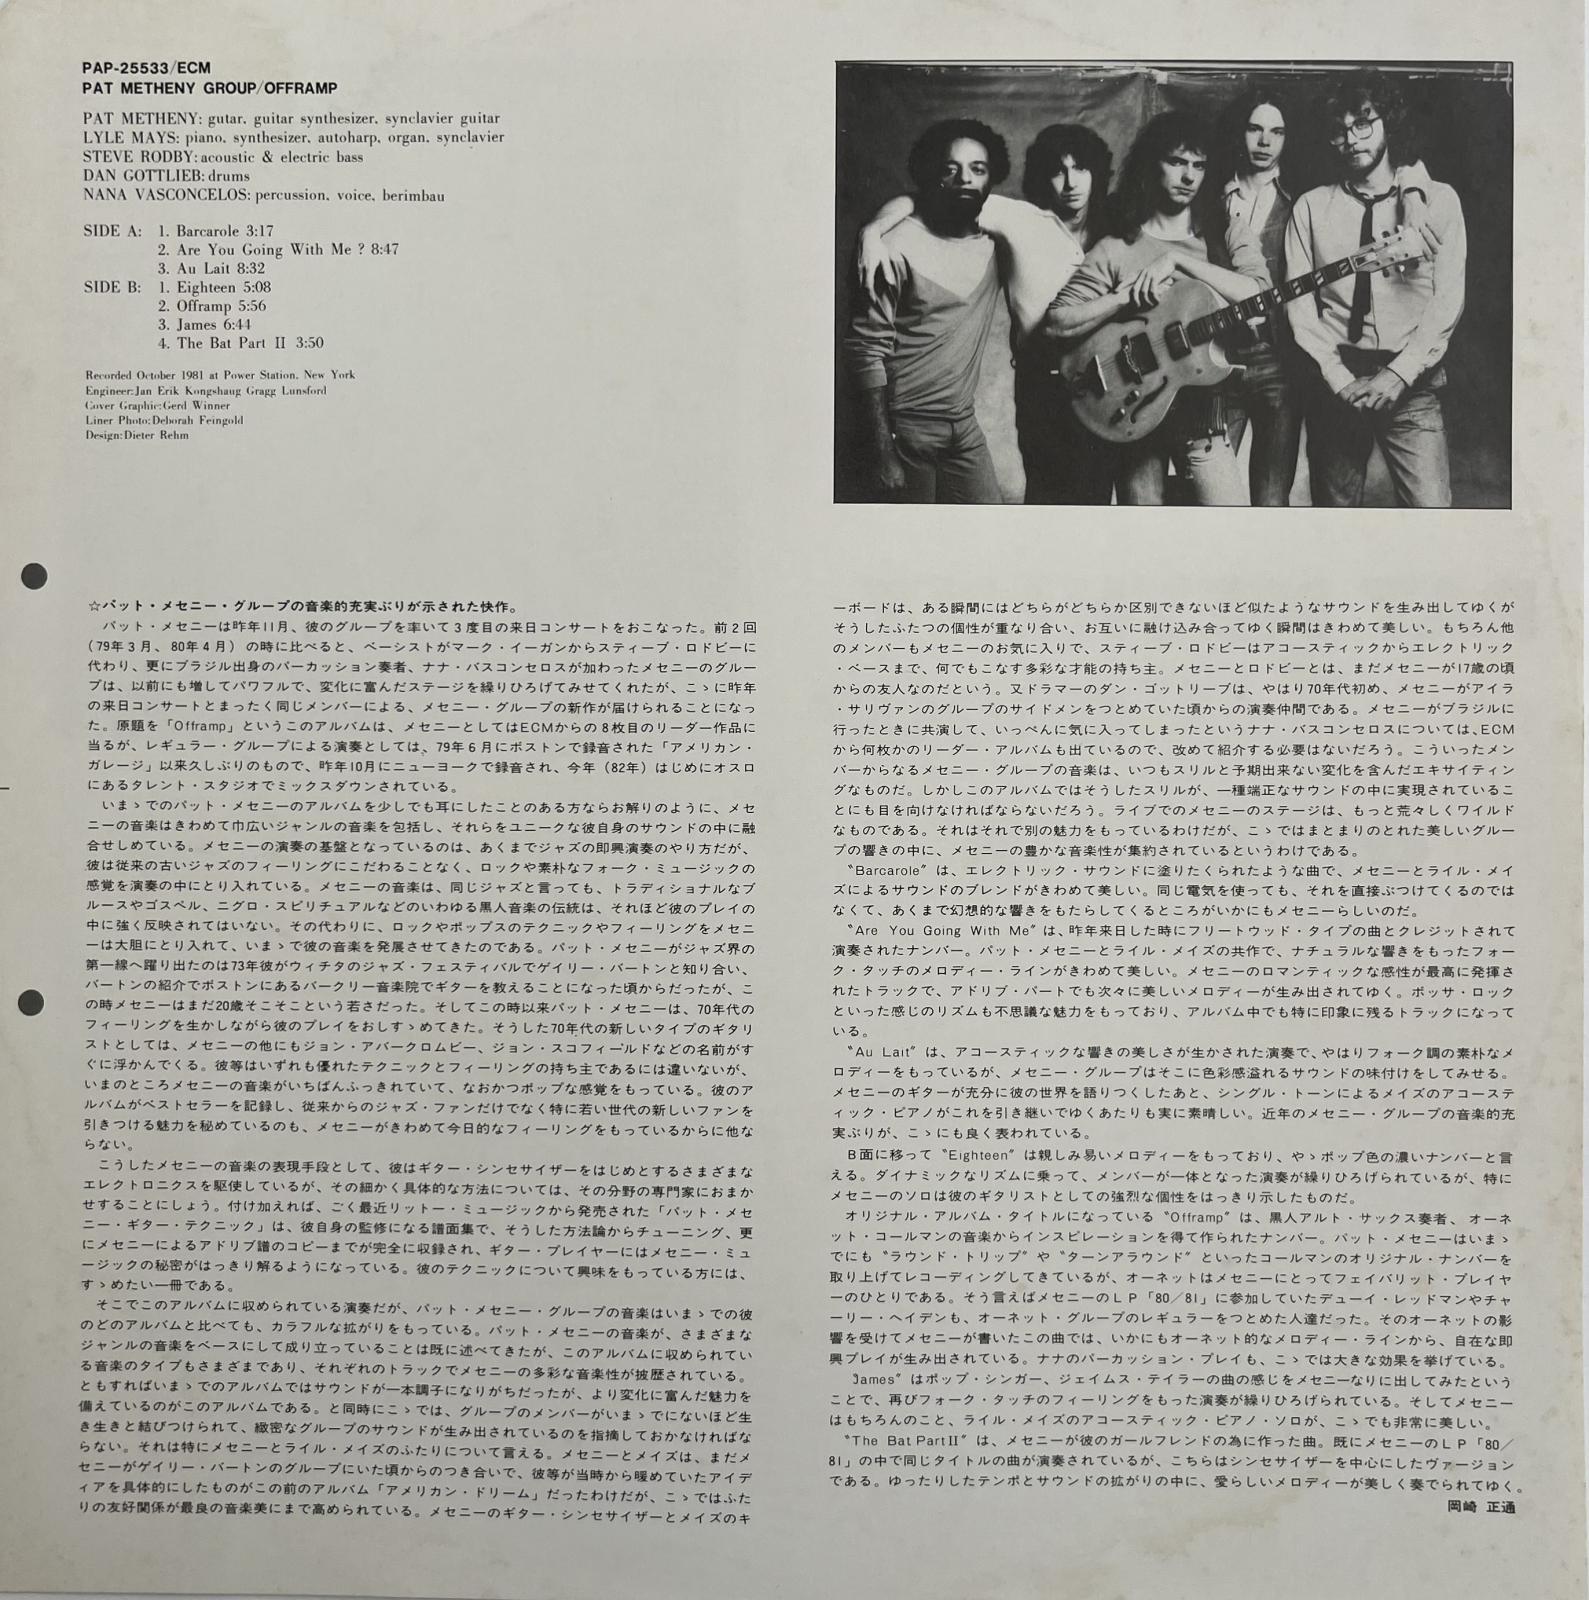 PAP-25533/ECM
PAT METHENY GROUP/OFFRAMP
PAT METHENY: gutar, guitar synthesizer, synclavier guitar
LYLE MAYS: piano, synthesizer, autoharp, organ, synclavier
STEVE RODBY: acoustic & electric bass
DAN GOTTLIEB: drums
NANA VASCONCELOS: percussion, voice, berimbau
SIDE A: 1. Barcarole 3:17
2. Are You Going With Me ? 8:47
3. Au Lait 8:32
SIDE B: 1. Eighteen 5:08
2. Offramp 5:56
3. James 6:44
4. The Bat Part II 3:50
Recorded October 1981 at Power Station, New York
Engineer:Jan Erik Kongshaug Gragg Lunsford
Cover Graphic:Gerd Winner
Liner Photo:Deborah Feingold
Design:Dieter Rehm
☆パット・メセニー・グループの音楽的充実ぶりが示された快作。
パット・メセニーは昨年11月、彼のグループを率いて3度目の来日コンサートをおこなった。前2回
(79年3月、80年4月)の時に比べると、ベーシストがマーク・イーガンからスティーブ・ロドビーに
代わり、更にブラジル出身のパーカッション奏者、ナナ・バスコンセロスが加わったメセニーのグルー
プは、以前にも増してパワフルで、変化に富んだステージを繰りひろげてみせてくれたが、こゝに昨年
の来日コンサートとまったく同じメンバーによる、メセニー・グループの新作が届けられることになっ
た。原題を「Offramp」というこのアルバムは、メセニーとしてはECMからの8枚目のリーダー作品に
当るが、レギュラー・グループによる演奏としては、79年6月にボストンで録音された「アメリカン・
ガレージ」以来久しぶりのもので、昨年10月にニューヨークで録音され、今年(82年)はじめにオスロ
にあるタレント・スタジオでミックスダウンされている。
いまゝでのパット・メセニーのアルバムを少しでも耳にしたことのある方ならお解りのように、メセ
ニーの音楽はきわめて巾広いジャンルの音楽を包括し、それらをユニークな彼自身のサウンドの中に融
合せしめている。メセニーの演奏の基盤となっているのは、あくまでジャズの即興演奏のやり方だが、
彼は従来の古いジャズのフィーリングにこだわることなく、ロックや素朴なフォーク・ミュージックの
感覚を演奏の中にとり入れている。メセニーの音楽は、同じジャズと言っても、トラディショナルなブ
ルースやゴスペル、ニグロ・スピリチュアルなどのいわゆる黒人音楽の伝統は、それほど彼のプレイの
中に強く反映されてはいない。その代わりに、ロックやポップスのテクニックやフィーリングをメセニ
ーは大胆にとり入れて、いまゝで彼の音楽を発展させてきたのである。パット・メセニーがジャズ界の
第一線へ躍り出たのは73年彼がウィチタのジャズ・フェスティバルでゲイリー・バートンと知り合い、
バートンの紹介でボストンにあるバークリー音楽院でギターを教えることになった頃からだったが、こ
の時メセニーはまだ20歳そこそこという若さだった。そしてこの時以来パット・メセニーは、70年代の
フィーリングを生かしながら彼のプレイをおしすゝめてきた。そうした70年代の新しいタイプのギタリ
ストとしては、メセニーの他にもジョン・アバークロムビー、ジョン・スコフィールドなどの名前がす
ぐに浮かんでくる。彼等はいずれも優れたテクニックとフィーリングの持ち主であるには違いないが、
いまのところメセニーの音楽がいちばんふっきれていて、なおかつポップな感覚をもっている。彼のア
ルバムがベストセラーを記録し、従来からのジャズ・ファンだけでなく特に若い世代の新しいファンを
引きつける魅力を秘めているのも、メセニーがきわめて今日的なフィーリングをもっているからに他な
らない。
こうしたメセニーの音楽の表現手段として、彼はギター・シンセサイザーをはじめとするさまざまな
エレクトロニクスを駆使しているが、その細かく具体的な方法については、その分野の専門家におまか
せすることにしよう。付け加えれば、ごく最近リットー・ミュージックから発売された「パット・メセ
ニー・ギター・テクニック」は、彼自身の監修になる譜面集で、そうした方法論からチューニング、更
にメセニーによるアドリブ譜のコピーまでが完全に収録され、ギター・プレイヤーにはメセニー・ミュ
ージックの秘密がはっきり解るようになっている。彼のテクニックについて興味をもっている方には、
すゝめたい一冊である。
そこでこのアルバムに収められている演奏だが、パット・メセニー・グループの音楽はいまゝでの彼
のどのアルバムと比べても、カラフルな拡がりをもっている。パット・メセニーの音楽が、さまざまな
ジャンルの音楽をベースにして成り立っていることは既に述べてきたが、このアルバムに収められてい
る音楽のタイプもさまざまであり、それぞれのトラックでメセニーの多彩な音楽性が披歴されている。
ともすればいまゝでのアルバムではサウンドが一本調子になりがちだったが、より変化に富んだ魅力を
備えているのがこのアルバムである。と同時にこゝでは、グループのメンバーがいまゝでにないほど生
き生きと結びつけられて、緻密なグループのサウンドが生み出されているのを指摘しておかなければな
らない。それは特にメセニーとライル・メイズのふたりについて言える。メセニーとメイズは、まだメ
セニーがゲイリー・バートンのグループにいた頃からのつき合いで、彼等が当時から暖めていたアイデ
ィアを具体的にしたものがこの前のアルバム「アメリカン・ドリーム」だったわけだが、こゝではふた
りの友好関係が最良の音楽美にまで高められている。メセニーのギター・シンセサイザーとメイズのキ
ーボードは、ある瞬間にはどちらがどちらか区別できないほど似たようなサウンドを生み出してゆくが
そうしたふたつの個性が重なり合い、お互いに融け込み合ってゆく瞬間はきわめて美しい。もちろん他
のメンバーもメセニーのお気に入りで、スティーブ・ロドビーはアコースティックからエレクトリック
・ベースまで、何でもこなす多彩な才能の持ち主。メセニーとロドビーとは、まだメセニーが17歳の頃
からの友人なのだという。又ドラマーのダン・ゴットリーブは、やはり70年代初め、メセニーがアイラ
・サリヴァンのグループのサイドメンをつとめていた頃からの演奏仲間である。メセニーがブラジルに
行ったときに共演して、いっぺんに気に入ってしまったというナナ・バスコンセロスについては、ECM
から何枚かのリーダー・アルバムも出ているので、改めて紹介する必要はないだろう。こういったメン
バーからなるメセニー・グループの音楽は、いつもスリルと予期出来ない変化を含んだエキサイティン
グなものだ。しかしこのアルバムではそうしたスリルが、一種端正なサウンドの中に実現されているこ
とにも目を向けなければならないだろう。ライブでのメセニーのステージは、もっと荒々しくワイルド
なものである。それはそれで別の魅力をもっているわけだが、こゝではまとまりのとれた美しいグルー
プの響きの中に、メセニーの豊かな音楽性が集約されているというわけである。
"Barcarole"は、エレクトリック・サウンドに塗りたくられたような曲で、メセニーとライル・メイ
ズによるサウンドのブレンドがきわめて美しい。同じ電気を使っても、それを直接ぶつけてくるのでは
なくて、あくまで幻想的な響きをもたらしてくるところがいかにもメセニーらしいのだ。
"Are You Going With Me"は、昨年来日した時にフリートウッド・タイプの曲とクレジットされて
演奏されたナンバー。パット・メセニーとライル・メイズの共作で、ナチュラルな響きをもったフォー
ク・タッチのメロディー・ラインがきわめて美しい。メセニーのロマンティックな感性が最高に発揮さ
れたトラックで、アドリブ・パートでも次々に美しいメロディーが生み出されてゆく。ボッサ・ロック
といった感じのリズムも不思議な魅力をもっており、アルバム中でも特に印象に残るトラックになって
いる。
"Au Lait"は、アコースティックな響きの美しさが生かされた演奏で、やはりフォーク調の素朴なメ
ロディーをもっているが、メセニー・グループはそこに色彩感溢れるサウンドの味付けをしてみせる。
メセニーのギターが充分に彼の世界を語りつくしたあと、シングル・トーンによるメイズのアコーステ
ィック・ピアノがこれを引き継いでゆくあたりも実に素晴しい。近年のメセニー・グループの音楽的充
実ぶりが、こゝにも良く表われている。
B面に移って"Eighteen"は親しみ易いメロディーをもっており、やゝポップ色の濃いナンバーと言
える。ダイナミックなリズムに乗って、メンバーが一体となった演奏が繰りひろげられているが、特に
メセニーのソロは彼のギタリストとしての強烈な個性をはっきり示したものだ。
オリジナル・アルバム・タイトルになっている"Offramp"は、黒人アルト・サックス奏者、オーネ
ット・コールマンの音楽からインスピレーションを得て作られたナンバー。パット・メセニーはいまゝ
でにも"ラウンド・トリップ"や"ターンアラウンド"といったコールマンのオリジナル・ナンバーを
取り上げてレコーディングしてきているが、オーネットはメセニーにとってフェイバリット・プレイヤ
ーのひとりである。そう言えばメセニーのLP「80/81」に参加していたデューイ・レッドマンやチャ
ーリー・ヘイデンも、オーネット・グループのレギュラーをつとめた人達だった。そのオーネットの影
響を受けてメセニーが書いたこの曲では、いかにもオーネット的なメロディー・ラインから、自在な即
興プレイが生み出されている。ナナのパーカッション・プレイも、こゝでは大きな効果を挙げている。
"James"はポップ・シンガー、ジェイムス・テイラーの曲の感じをメセニーなりに出してみたという
ことで、再びフォーク・タッチのフィーリングをもった演奏が繰りひろげられている。そしてメセニー
はもちろんのこと、ライル・メイズのアコースティック・ピアノ・ソロが、こゝでも非常に美しい。
"The Bat Part II"は、メセニーが彼のガールフレンドの為に作った曲。既にメセニーのLP「80/
81」の中で同じタイトルの曲が演奏されているが、こちらはシンセサイザーを中心にしたヴァージョン
である。ゆったりしたテンポとサウンドの拡がりの中に、愛らしいメロディーが美しく奏でられてゆく。
岡崎 正通